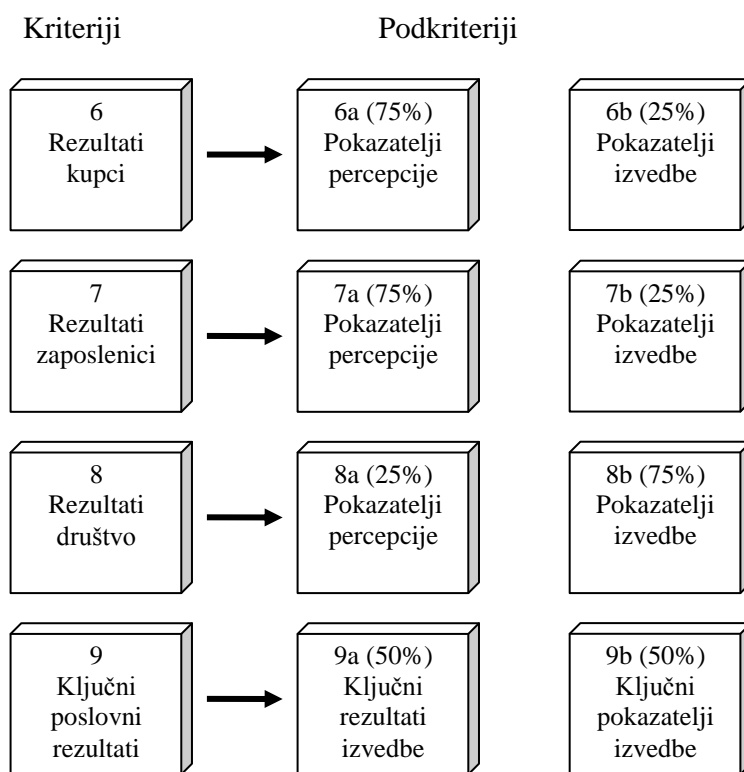 Kriteriji
Podkriteriji
6
Rezultati
kupci
6a (75%)
Pokazatelji
percepcije
6b (25%)
Pokazatelji
izvedbe
7
Rezultati
zaposlenici
7a (75%)
Pokazatelji
percepcije
7b (25%)
Pokazatelji
izvedbe
8
Rezultati
društvo
8a (25%)
Pokazatelji
percepcije
8b (75%)
Pokazatelji
izvedbe
9
Ključni
poslovni
rezultati
9a (50%)
Ključni
rezultati
izvedbe
9b (50%)
Ključni
pokazatelji
izvedbe